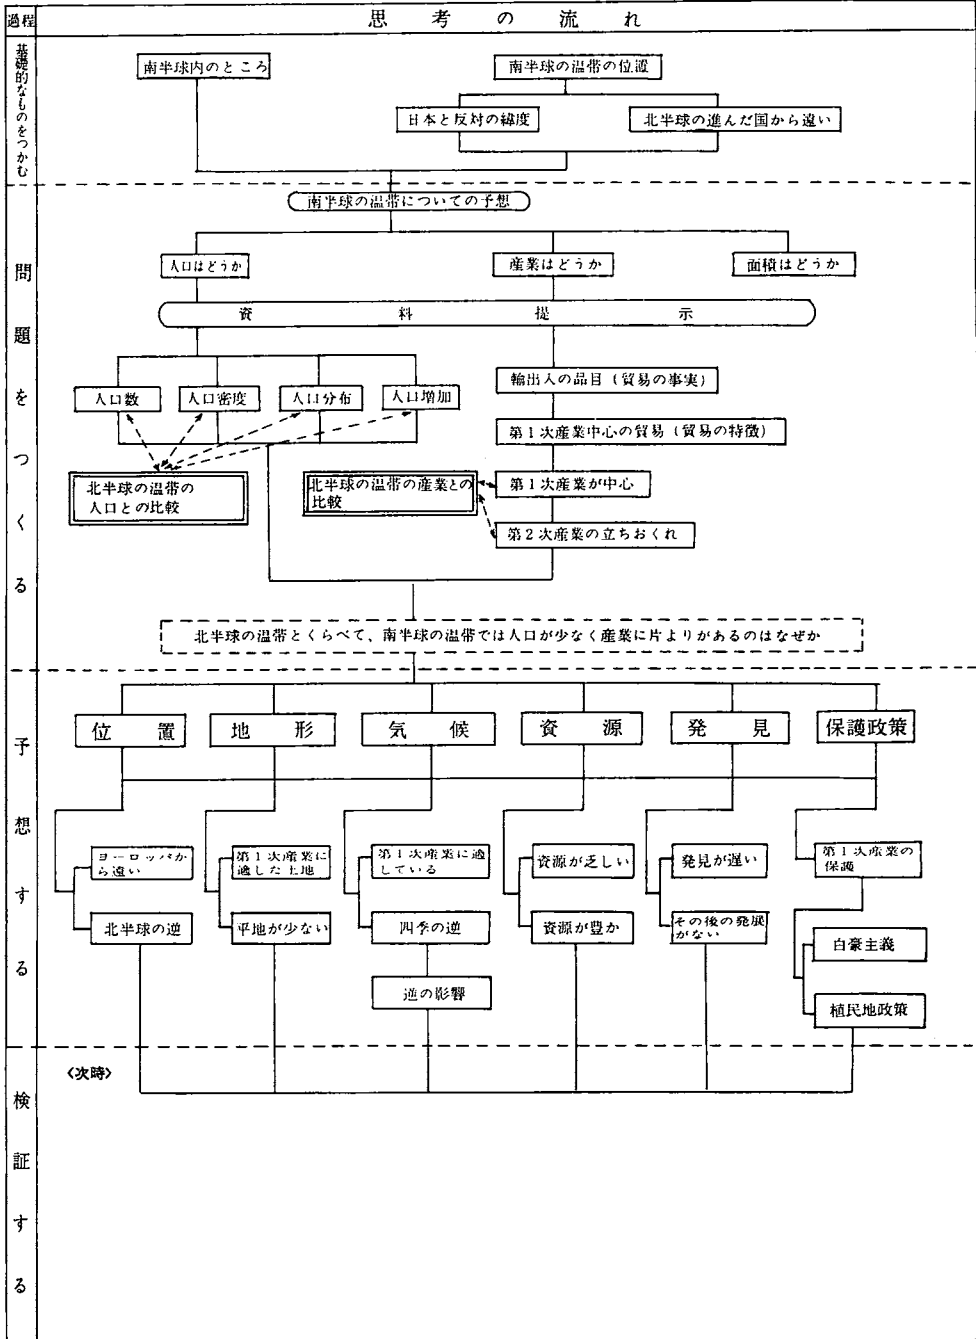 過程
思考の流れ
基礎的なものをつかむ
南半球内のところ
南半球の温帯の位置
日本と反対の緯度
北半球の進んだ国から遠い
問題をつくる
南半球の温帯についての予想
人口はどうか
産業はどうか
面積はどうか
資料提示
人口数
人口密度
人口分布
人口増加
輸出入の品目(貿易の事実)
第1次産業中心の貿易(貿易の特徴)
北半球の温帯の
人口との比較
北半球の温帯の産業との
比較
第1次産業が中心
第2次産業の立ちおくれ
北半球の温帯とくらべて、南半球の温帯では人口が少なく産業に片よりがあるのはなぜか
予想する
位置
地形
気候
資源
発見
保護政策
ヨーロッパか
ら遠い
第1次産業に
適した土地
第1次産業に適
している
資源が乏しい
発見が遅い
第1次産業の
保護
北半球の逆
平地が少ない
四季の逆
資源が豊か
その後の発展
がない
白豪主義
逆の影響
植民地政策
検証する
〈次時〉